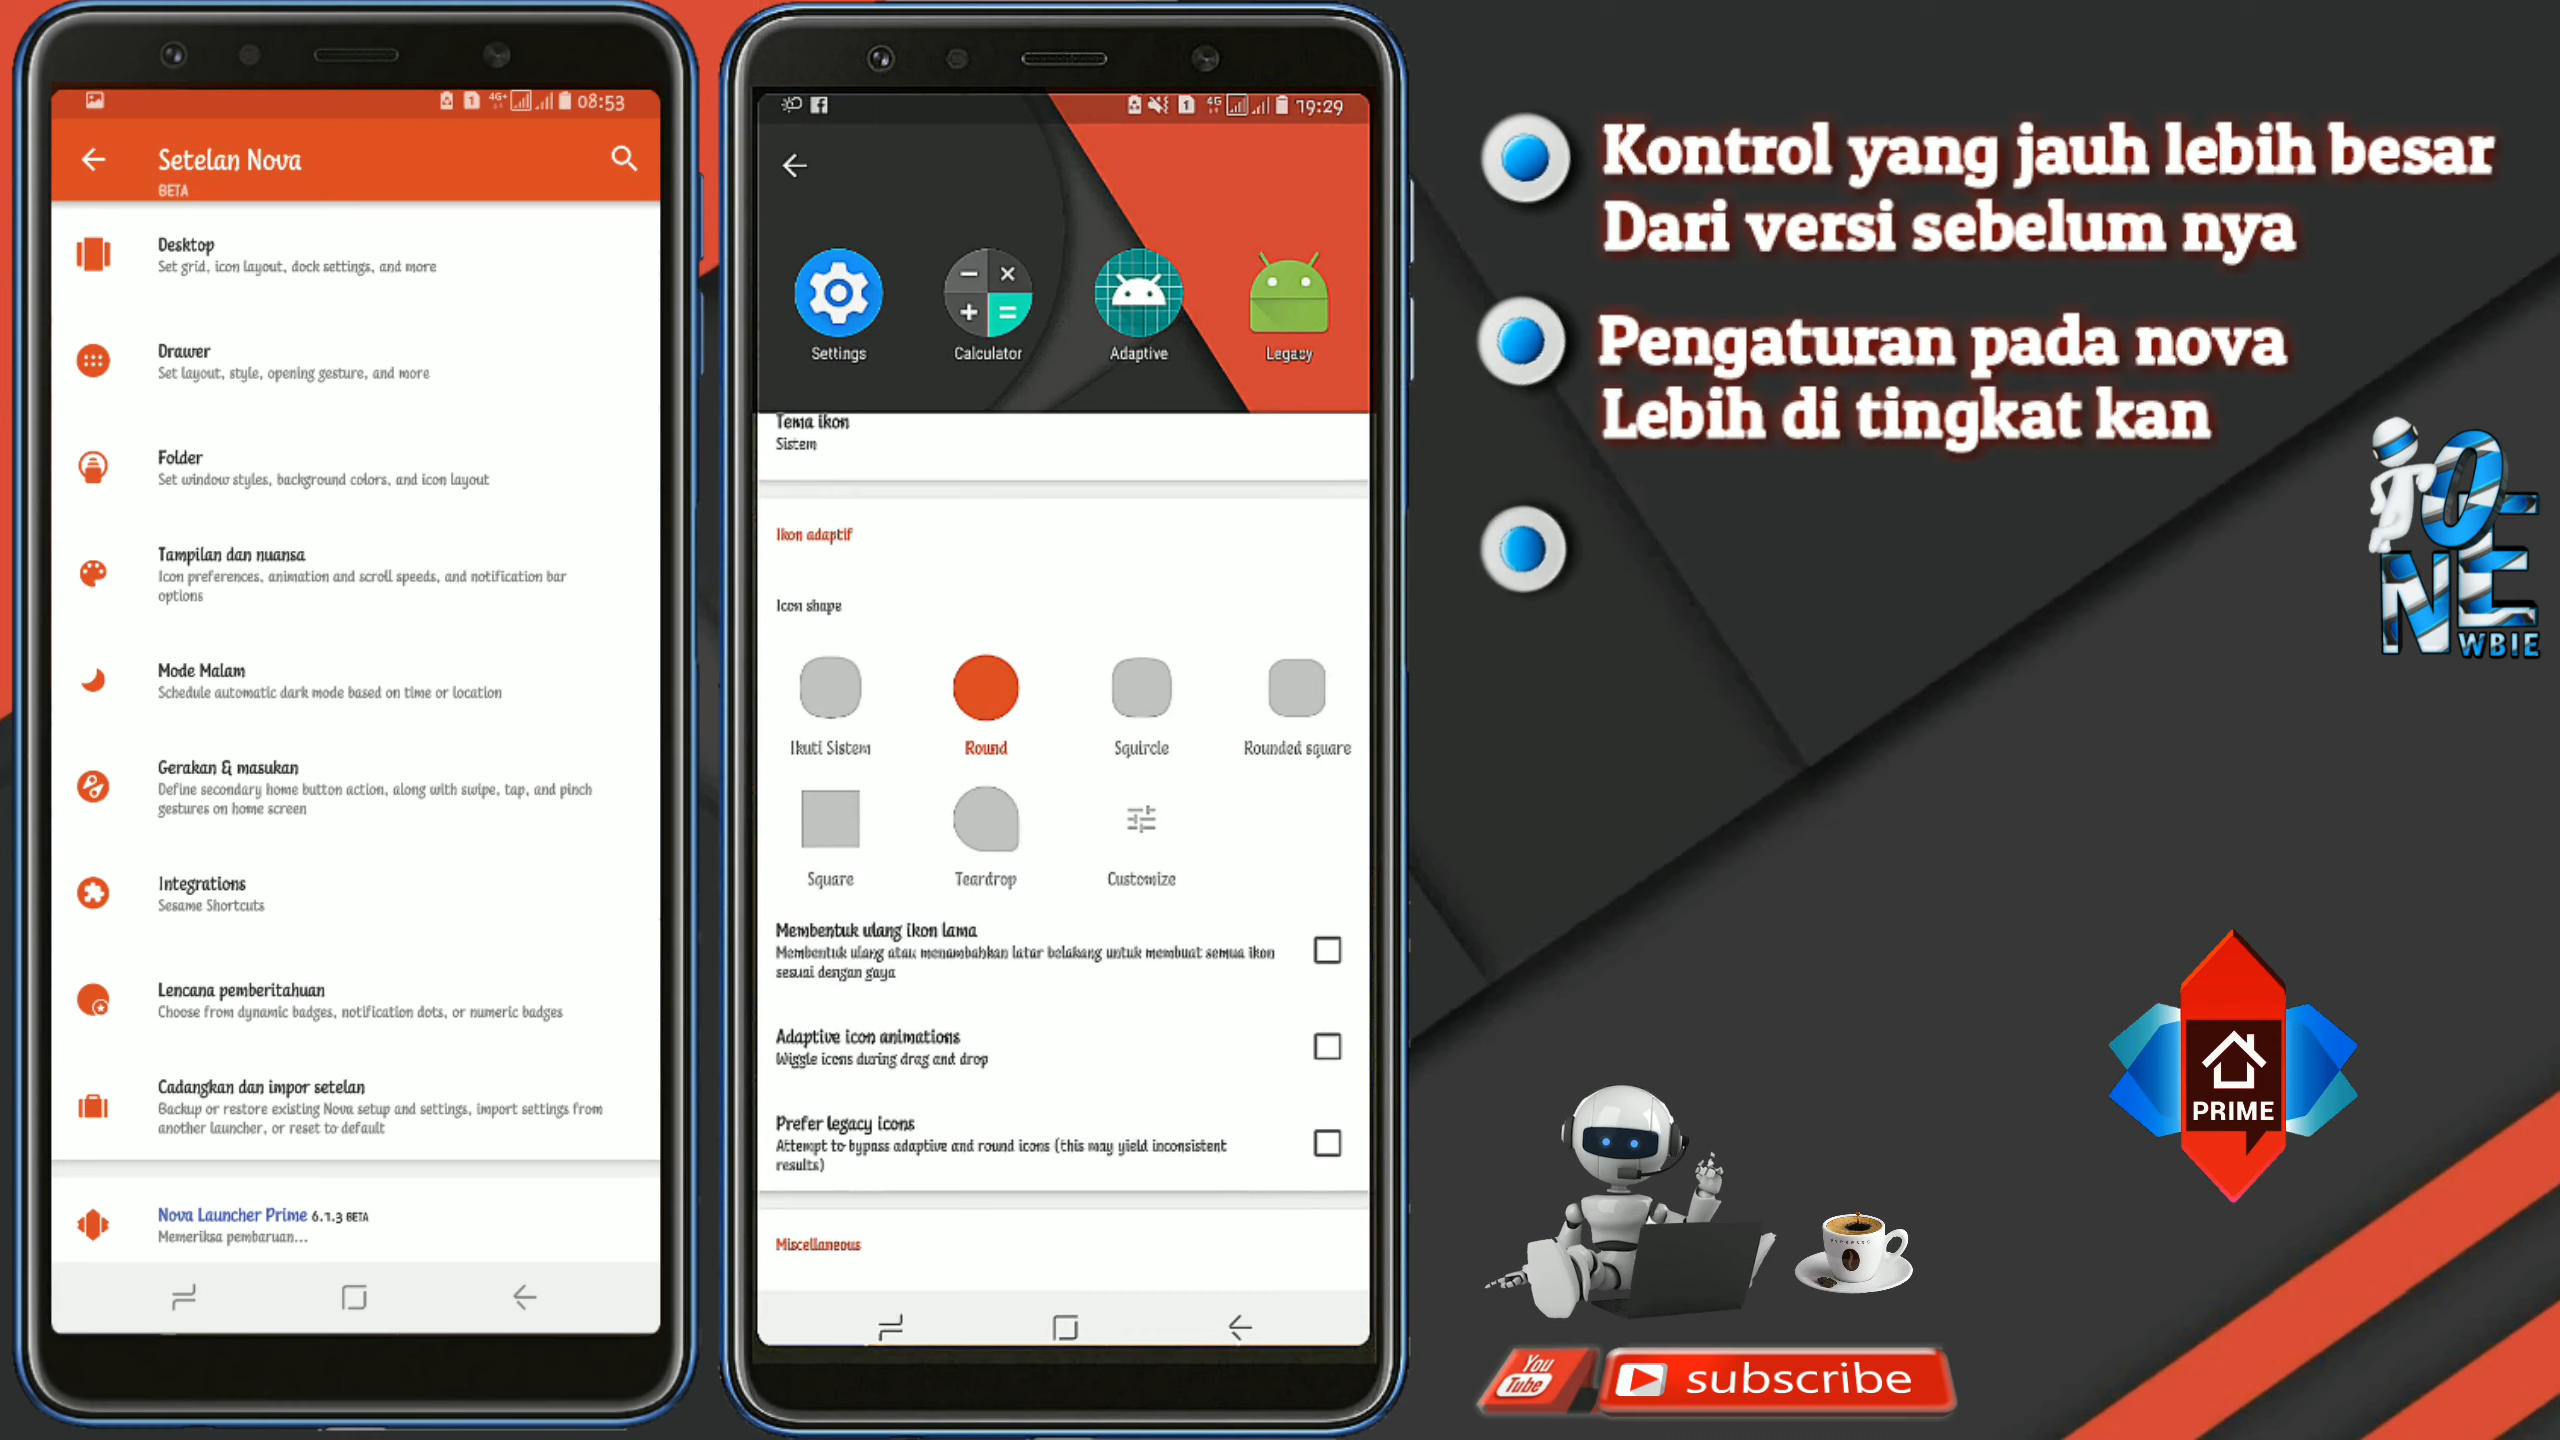 08:53
Setelan Nova
BETA
Desktop
Set grid, icon layout, dock settings, and more
Drawer
Set layout, style, opening gesture, and more
Folder
Set window styles, background colors, and icon layout
Tampilan dan nuansa
Icon preferences, animation and scroll speeds, and notification bar
options
Mode Malam
Schedule automatic dark mode based on time or location
Gerakan & masukan
Define secondary home button action, along with swipe, tap, and pinch
gestures on home screen
Integrations
Sesame Shortcuts
Lencana pemberitahuan
Choose from dynamic badges, notification dots, or numeric badges
Cadangkan dan impor setelan
Backup or restore existing Nova setup and settings, import settings from
another launcher, or reset to default
Nova Launcher Prime 6.1.3 BETA
Memeriksa pembaruan...
4G 19:29
Settings
Calculator
Adaptive
Legacy
Tema ikon
Sistem
Ikon adaptif
Icon shape
Ikuti Sistem
Round
Squircle
Rounded square
Square
Teardrop
Customize
Membentuk ulang ikon lama
Membentuk ulang atau menambahkan latar belakang untuk membuat semua ikon
sesuai dengan gaya
Adaptive icon animations
Wiggle icons during drag and drop
Prefer legacy icons
Attempt to bypass adaptive and round icons (this may yield inconsistent
results)
Miscellaneous
Kontrol yang jauh lebih besar
Dari versi sebelum nya
Pengaturan pada nova
Lebih di tingkat kan
OE
NEWBIE
PRIME
You
Tube
subscribe